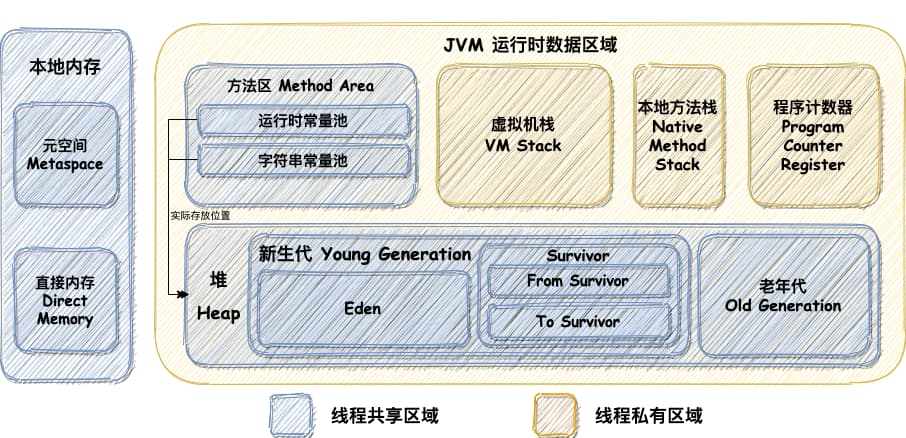 JVM 运行时数据区域
本地内存
元空间
Metaspace
直接内存
Direct
Memory
方法区 Method Area
运行时常量池
字符串常量池
虚拟机栈
VM Stack
本地方法栈
Native
Method
Stack
程序计数器
Program
Counter
Register
实际存放位置
堆
Heap
新生代 Young Generation
Eden
Survivor
From Survivor
To Survivor
老年代
Old Generation
线程共享区域
线程私有区域